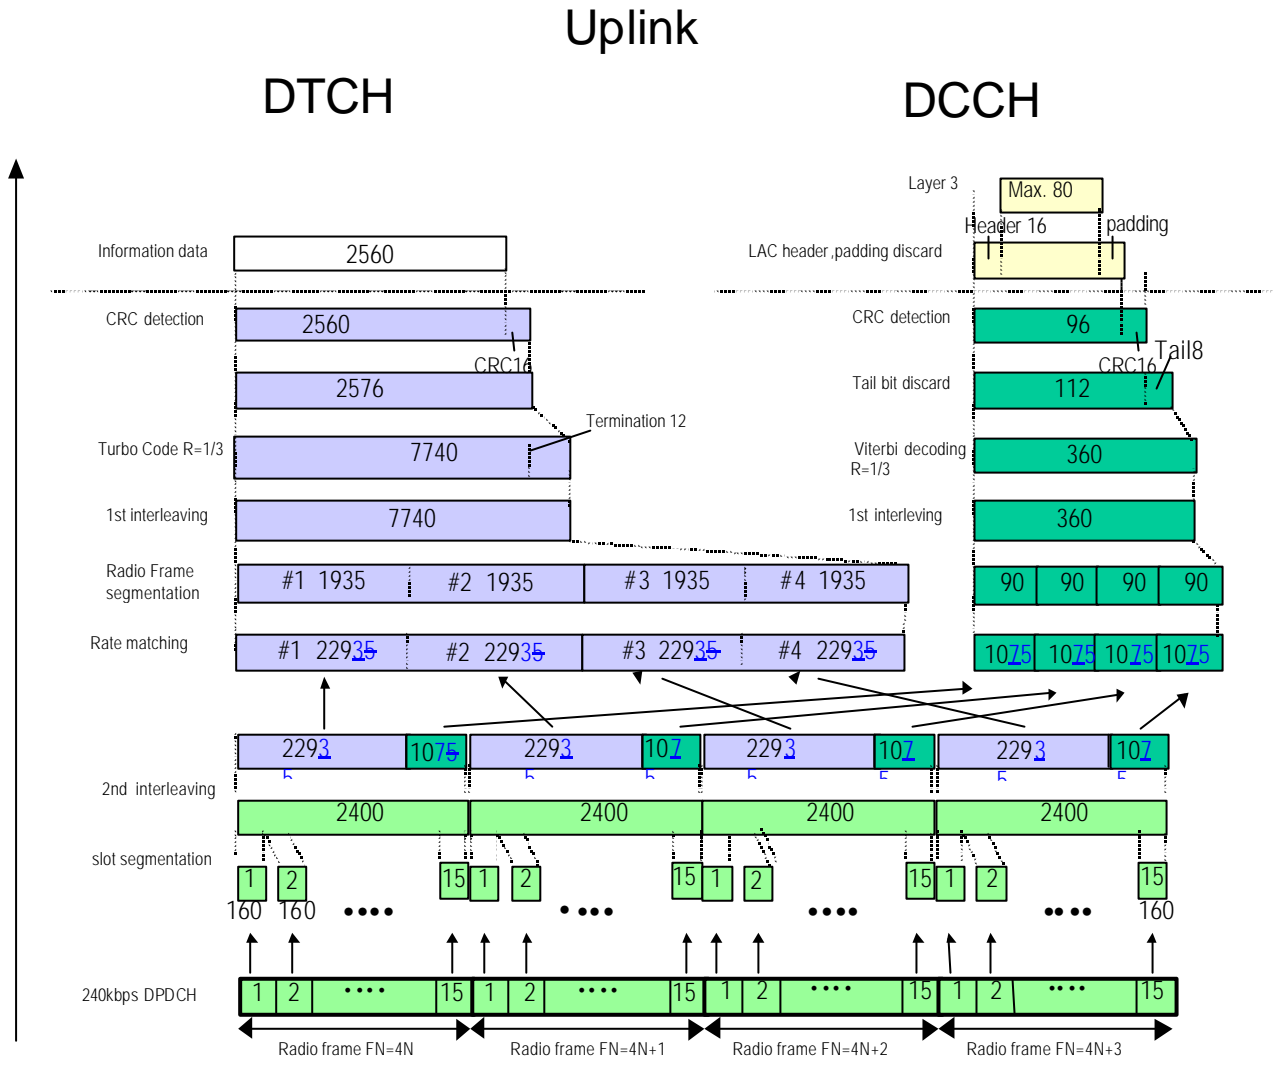 Uplink
DTCH
DCCH
Layer 3
Max. 80
Header 16
padding
Information data
2560
LAC header,padding discard
CRC detection
2560
CRC16
CRC detection
96
CRC16
Tail8
2576
Tail bit discard
112
Termination 12
Turbo Code R=1/3
7740
Viterbi decoding
R=1/3
360
1st interleaving
7740
1st interleving
360
Radio Frame
segmentation
#1 1935
#2 1935
#3 1935
#4 1935
90
90
90
90
Rate matching
#1 22935
#2 22935
#3 22935
#4 22935
1075
1075
1075
1075
2293
5
1075
2293
5
107
5
2293
5
107
5
2293
5
107
5
2nd interleaving
2400
2400
2400
2400
slot segmentation
1
2
15
1
2
15
1
2
15
1
2
15
160
160
••••
••••
••••
••••
160
240kbps DPDCH
1
2
••••
15
1
2
••••
15
1
2
••••
15
1
2
••••
15
Radio frame FN=4N
Radio frame FN=4N+1
Radio frame FN=4N+2
Radio frame FN=4N+3